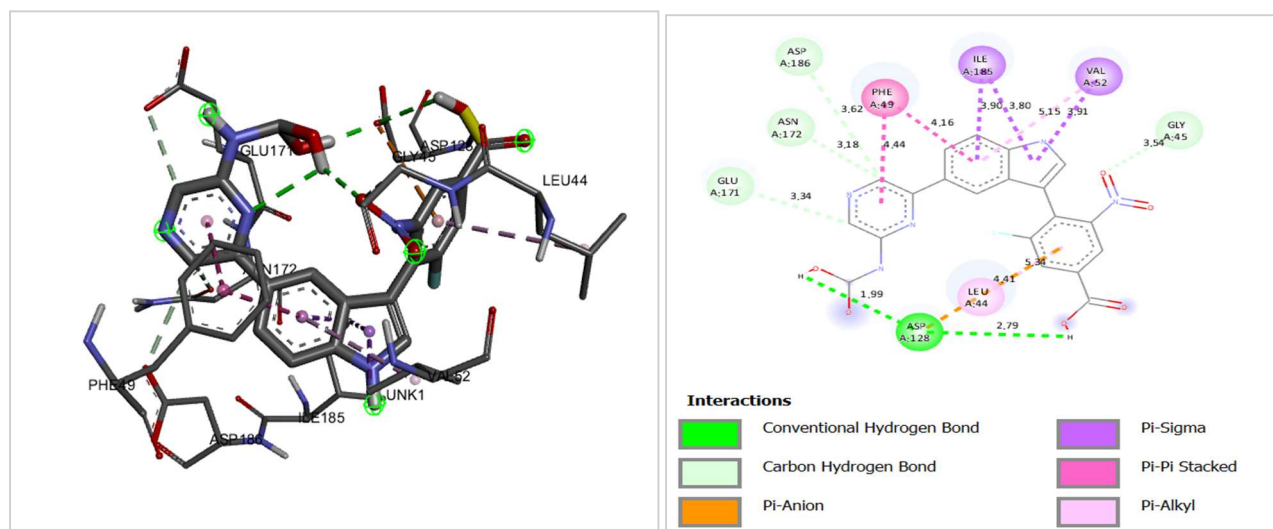 GLU171
ASP128
GLY45
LEU44
N172
PHE49
VAL52
UNK1
ILE185
ASP186
ASP
A:186
ILE
A:185
VAL
A:52
PHE
A:49
3,90
3,80
5,15
3,91
3,62
4,16
ASN
A:172
GLY
A:45
3,54
3,18
4,44
GLU
A:171
3,34
N
N
N
N
N
O
O
H
O
O
1,99
LEU
A:44
4,41
5,34
O
O
H
ASP
A:128
2,79
Interactions
Conventional Hydrogen Bond
Pi-Sigma
Carbon Hydrogen Bond
Pi-Pi Stacked
Pi-Anion
Pi-Alkyl